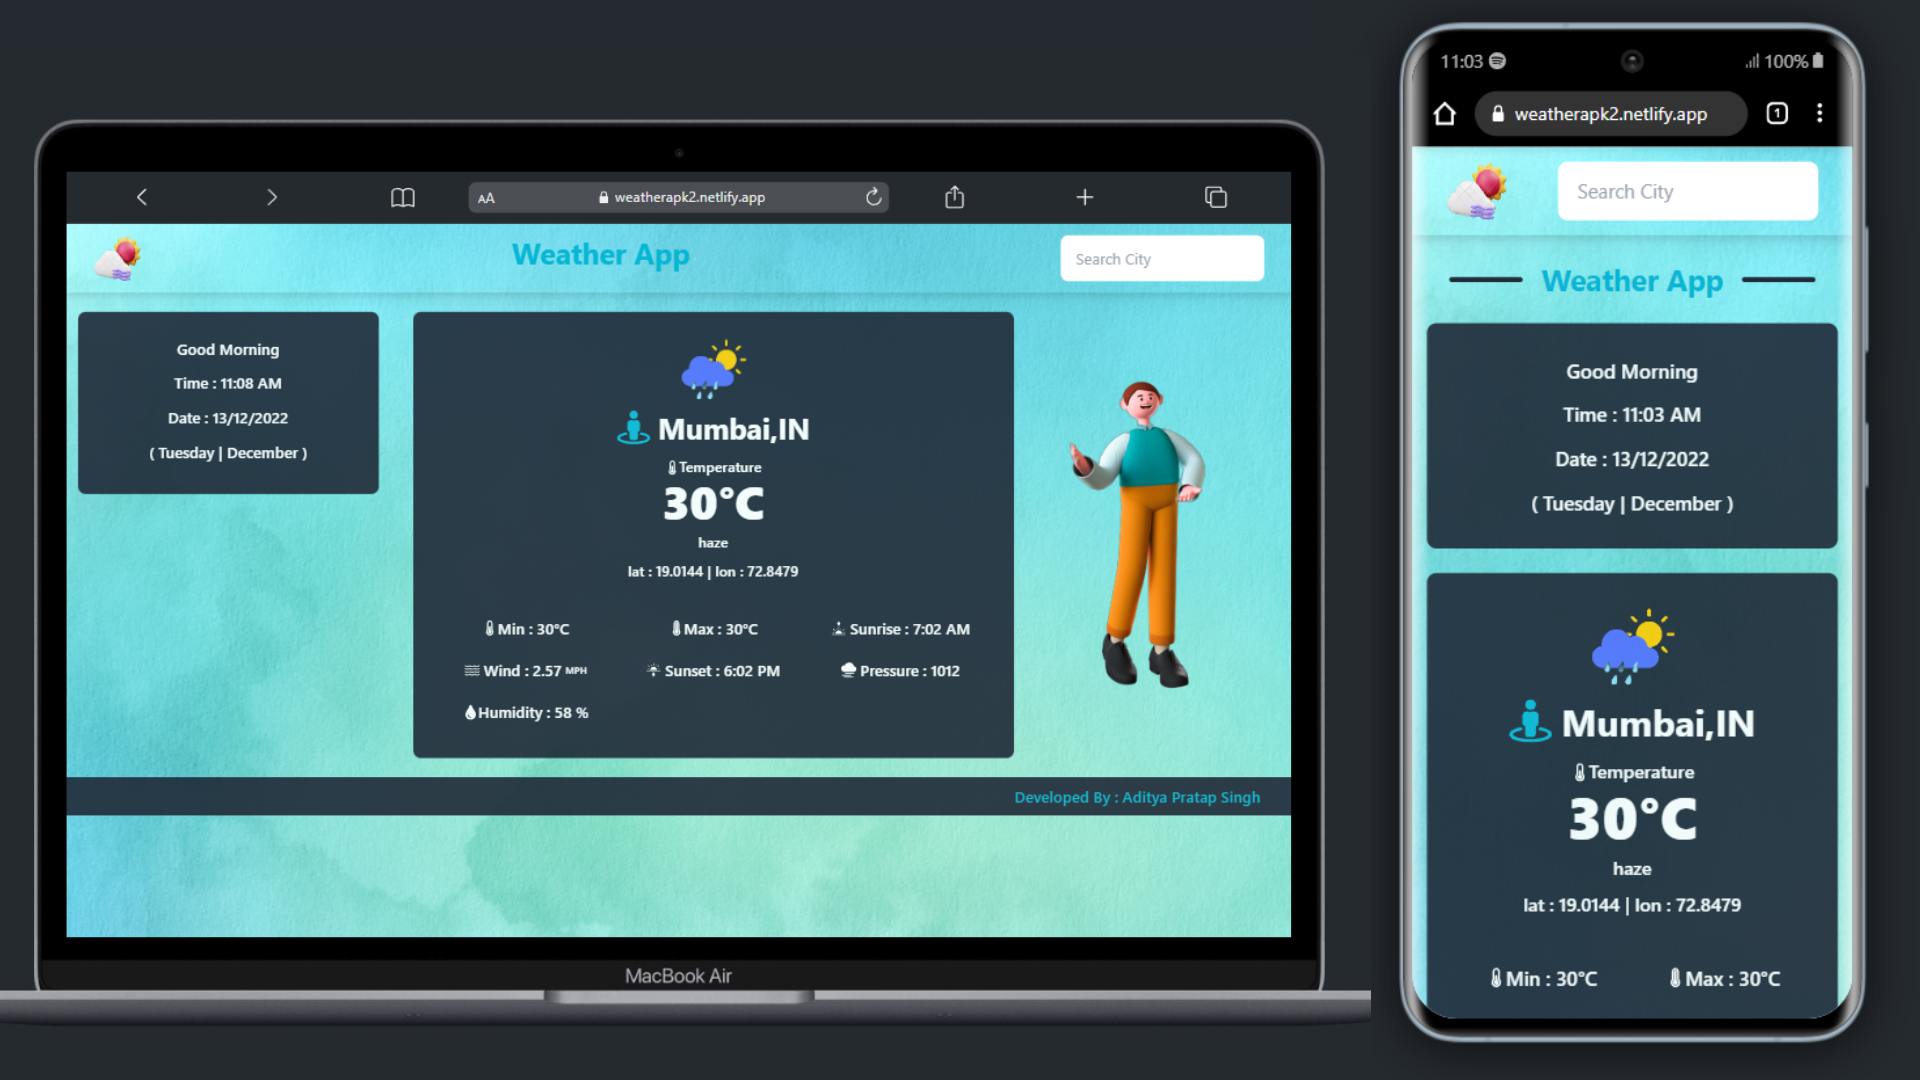 AA weatherapk2.netlify.app
Weather App
Search City
Good Morning
Time : 11:08 AM
Date : 13/12/2022
( Tuesday | December )
Mumbai,IN
Temperature
30°C
haze
lat : 19.0144 | lon : 72.8479
Min : 30°C Max : 30°C Sunrise : 7:02 AM
Wind : 2.57 MPH Sunset : 6:02 PM Pressure : 1012
Humidity : 58 %
Developed By : Aditya Pratap Singh
MacBook Air
11:03 100%
weatherapk2.netlify.app 1
Search City
Weather App
Good Morning
Time : 11:03 AM
Date : 13/12/2022
( Tuesday | December )
Mumbai,IN
Temperature
30°C
haze
lat : 19.0144 | lon : 72.8479
Min : 30°C Max : 30°C